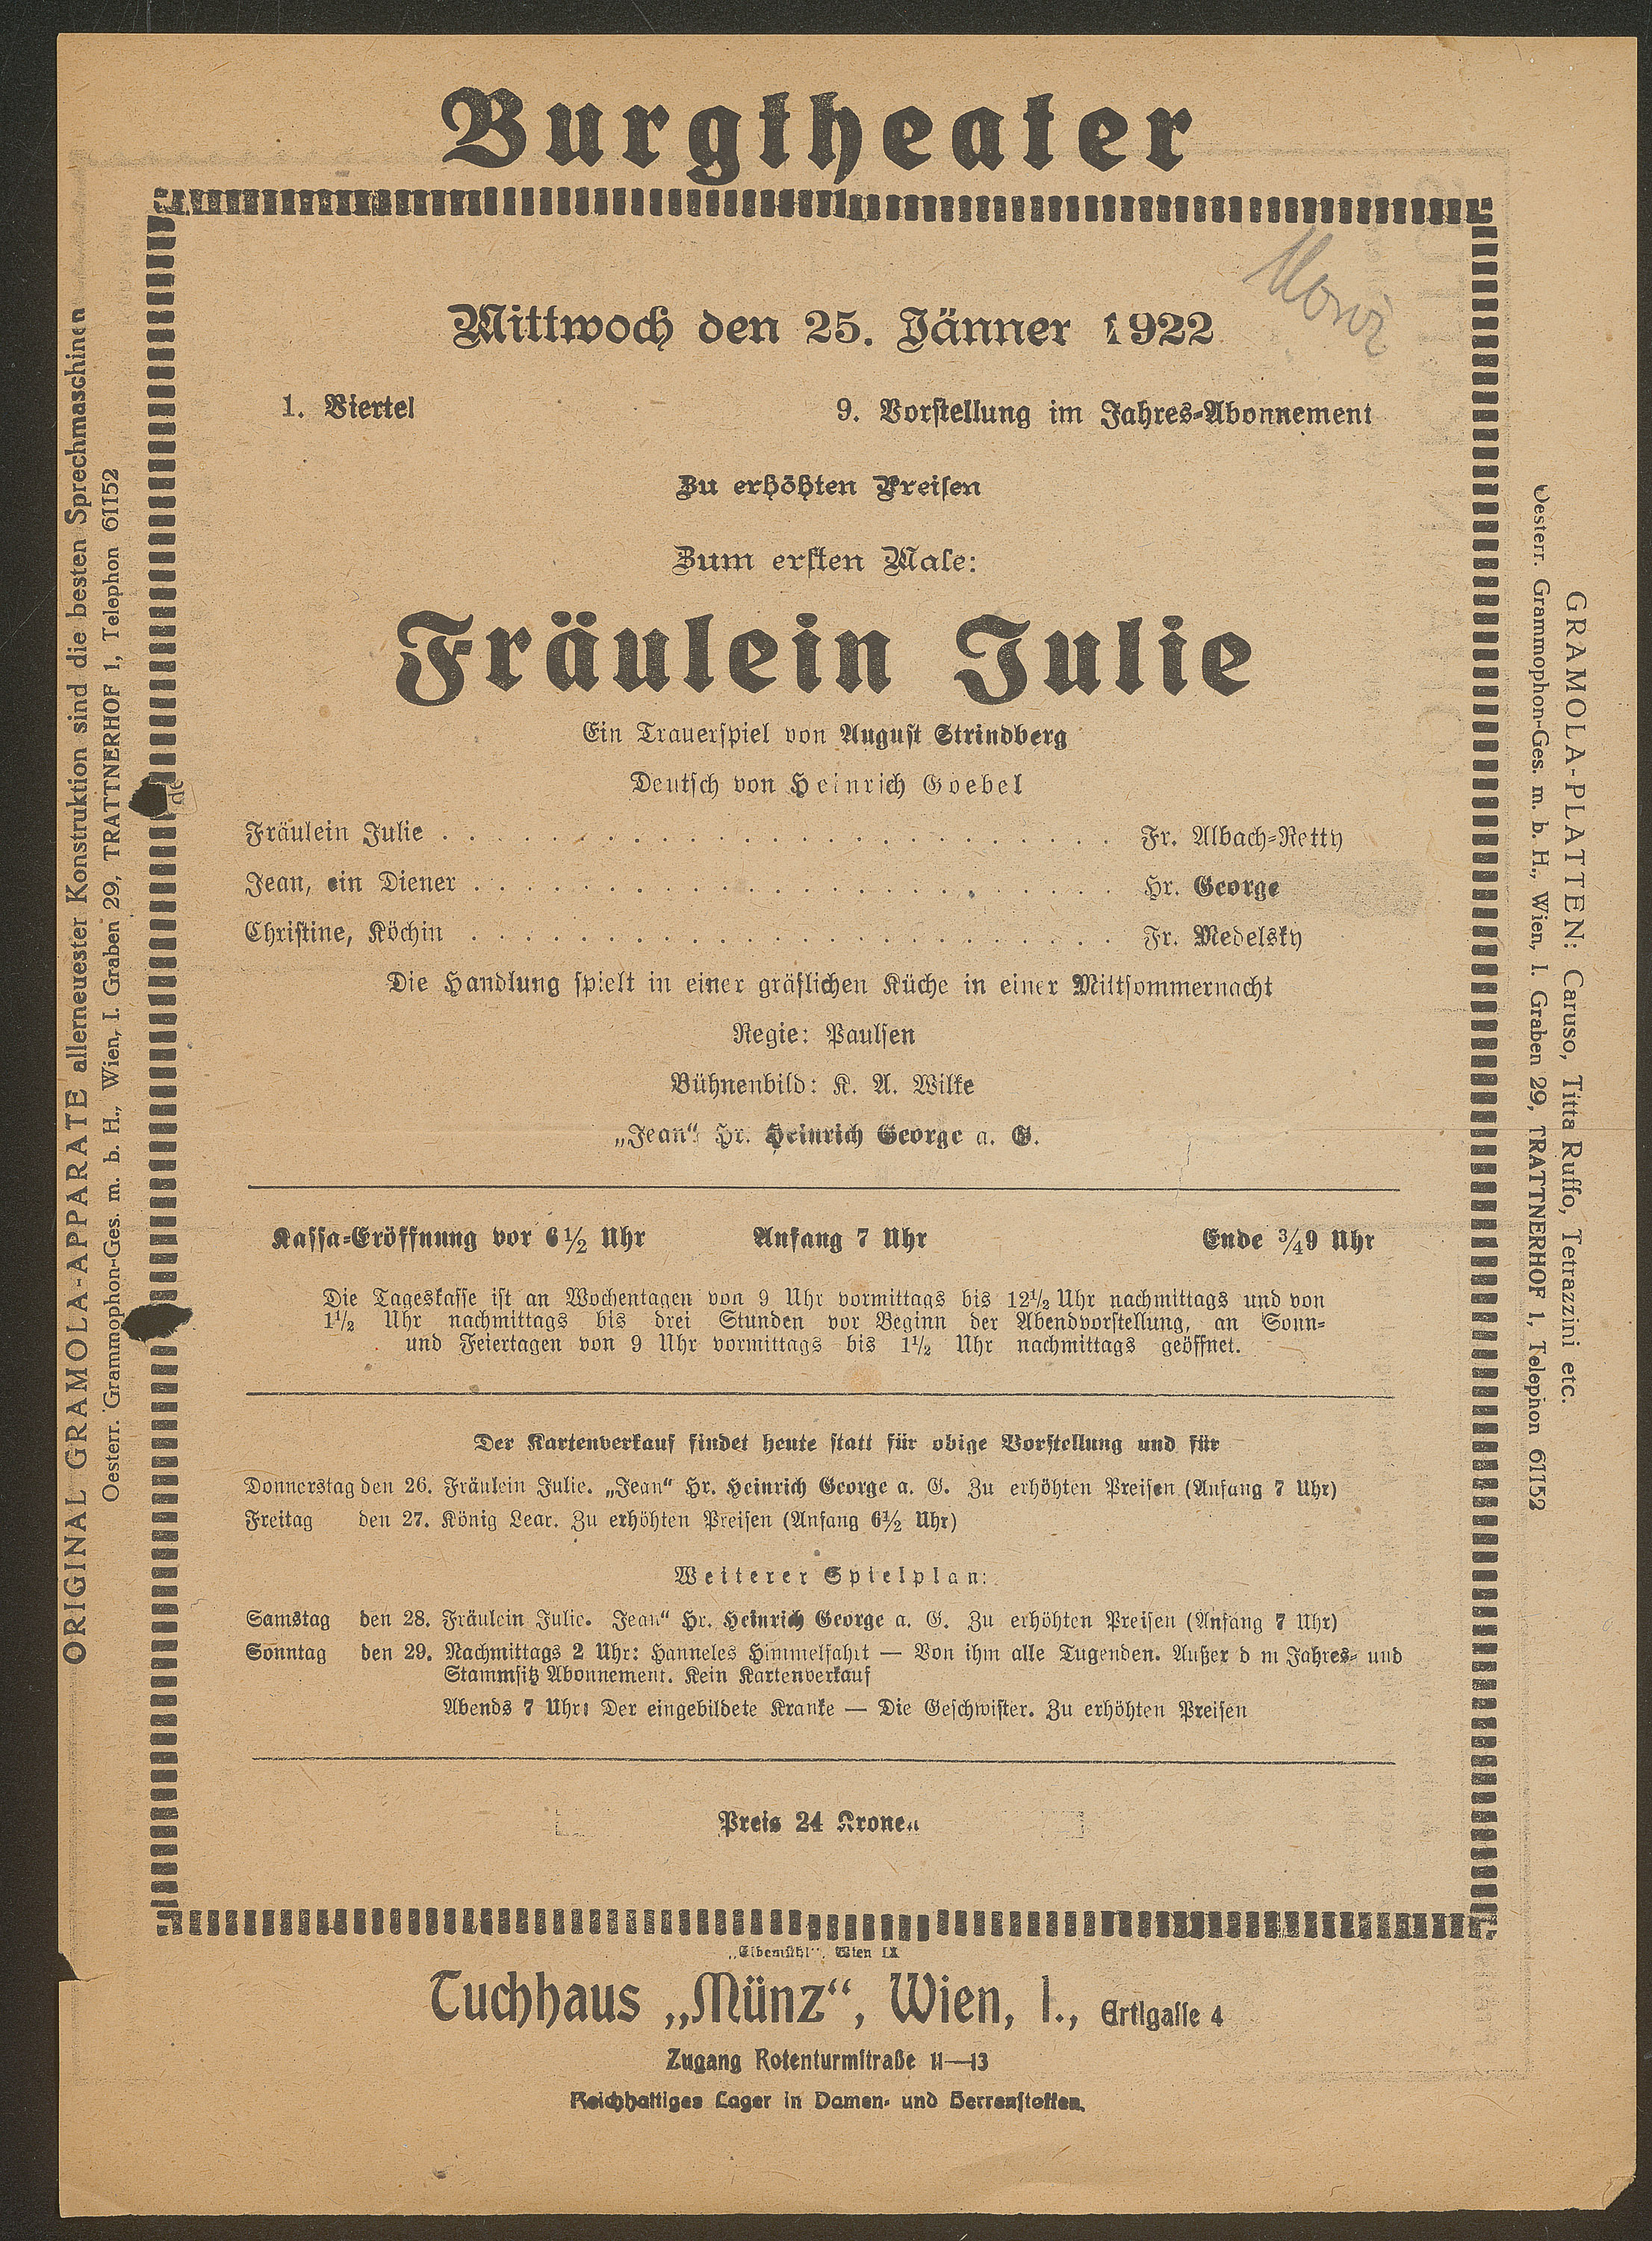 Burgtheater
Mittwoch den 25. Jänner 1922
1. Viertel 9. Vorstellung im Jahres-Abonnement
Zu erhöhten Preisen
Zum ersten Male:
Fräulein Julie
Ein Trauerspiel von August Strindberg
Deutsch von Heinrich Goebel
Fräulein Julie . . . . . . . . . . . . . . . . . . . . . . . . . Fr. Albach-Retty
Jean, ein Diener . . . . . . . . . . . . . . . . . . . . . . . . Hr. George
Christine, Köchin . . . . . . . . . . . . . . . . . . . . . . . . Fr. Medelsky
Die Handlung spielt in einer gräflichen Küche in einer Mittsommernacht
Regie: Paulsen
Bühnenbild: K. A. Wilke
„Jean“ Hr. Heinrich George a. G.
Kassa-Eröffnung vor 6½ Uhr Anfang 7 Uhr Ende ¾9 Uhr
Die Tageskasse ist an Wochentagen von 9 Uhr vormittags bis 12½ Uhr nachmittags und von
1½ Uhr nachmittags bis drei Stunden vor Beginn der Abendvorstellung, an Sonn-
und Feiertagen von 9 Uhr vormittags bis 1½ Uhr nachmittags geöffnet.
Der Kartenverkauf findet heute statt für obige Vorstellung und für
Donnerstag den 26. Fräulein Julie. „Jean“ Hr. Heinrich George a. G. Zu erhöhten Preisen (Anfang 7 Uhr)
Freitag den 27. König Lear. Zu erhöhten Preisen (Anfang 6½ Uhr)
Weiterer Spielplan:
Samstag den 28. Fräulein Julie. Jean“ Hr. Heinrich George a. G. Zu erhöhten Preisen (Anfang 7 Uhr)
Sonntag den 29. Nachmittags 2 Uhr: Hanneles Himmelfahrt — Von ihm alle Tugenden. Außer d m Jahres- und
Stammsitz Abonnement. Kein Kartenverkauf
Abends 7 Uhr: Der eingebildete Kranke — Die Geschwister. Zu erhöhten Preisen
Preis 24 Kronen
„Elbemühl“, Wien IX
Tuchhaus „Münz“, Wien, I., Ertlgasse 4
Zugang Rotenturmstraße 11—13
Reichhaltiges Lager in Damen- und Herrenstoffen.
ORIGINAL GRAMOLA-APPARATE allerneuester Konstruktion sind die besten Sprechmaschinen
Oesterr. Grammophon-Ges. m. b. H., Wien, I. Graben 29, TRATTNERHOF 1, Telephon 61152
GRAMOLA-PLATTEN: Caruso, Titta Ruffo, Tetrazzini etc.
Oesterr. Grammophon-Ges. m. b. H., Wien, I. Graben 29, TRATTNERHOF 1, Telephon 61152